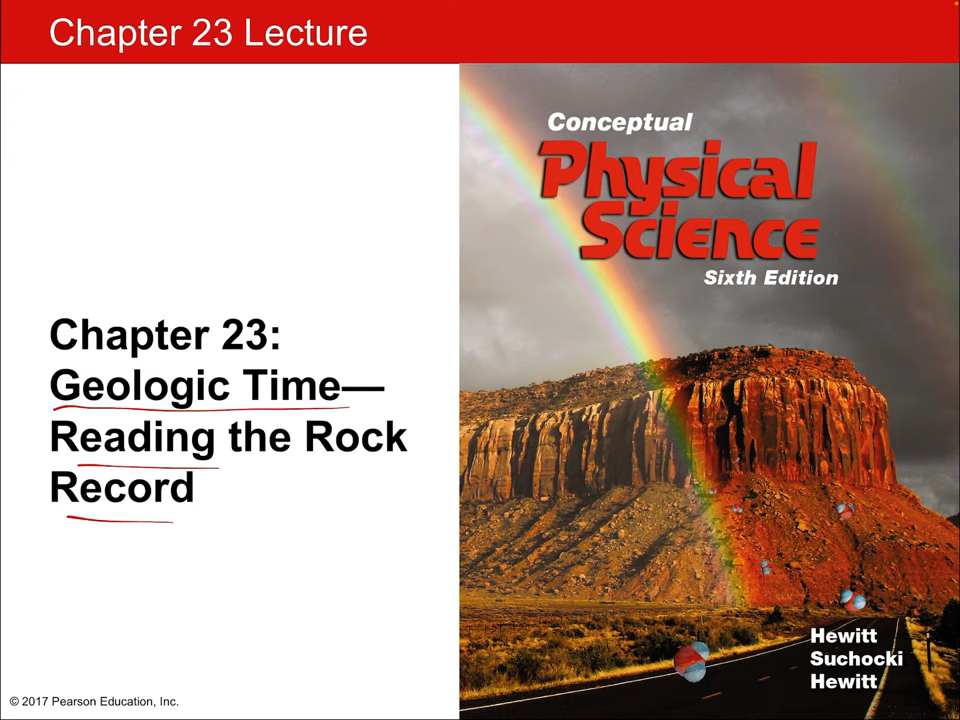 Chapter 23 Lecture
Conceptual
Physical
Science
Sixth Edition
Chapter 23:
Geologic Time—
Reading the Rock
Record
Hewitt
Suchocki
Hewitt
© 2017 Pearson Education, Inc.